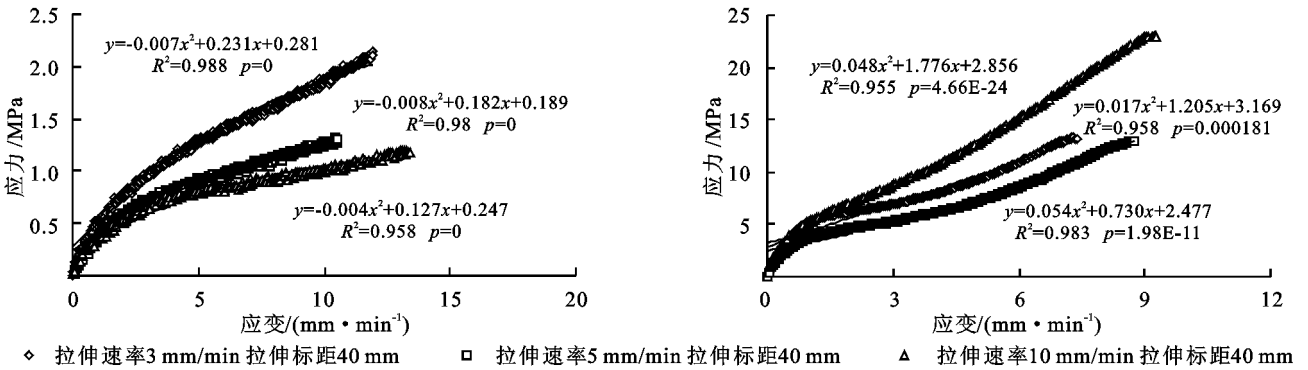 2.5
2.0
1.5
1.0
0.5
应力/MPa
y=-0.007x²+0.231x+0.281
R²=0.988 p=0
y=-0.008x²+0.182x+0.189
R²=0.98 p=0
y=-0.004x²+0.127x+0.247
R²=0.958 p=0
0 5 10 15 20
应变/(mm·min⁻¹)
25
20
15
10
5
应力/MPa
y=0.048x²+1.776x+2.856
R²=0.955 p=4.66E-24
y=0.017x²+1.205x+3.169
R²=0.958 p=0.000181
y=0.054x²+0.730x+2.477
R²=0.983 p=1.98E-11
0 3 6 9 12
应变/(mm·min⁻¹)
拉伸速率3 mm/min 拉伸标距40 mm 拉伸速率5 mm/min 拉伸标距40 mm 拉伸速率10 mm/min 拉伸标距40 mm